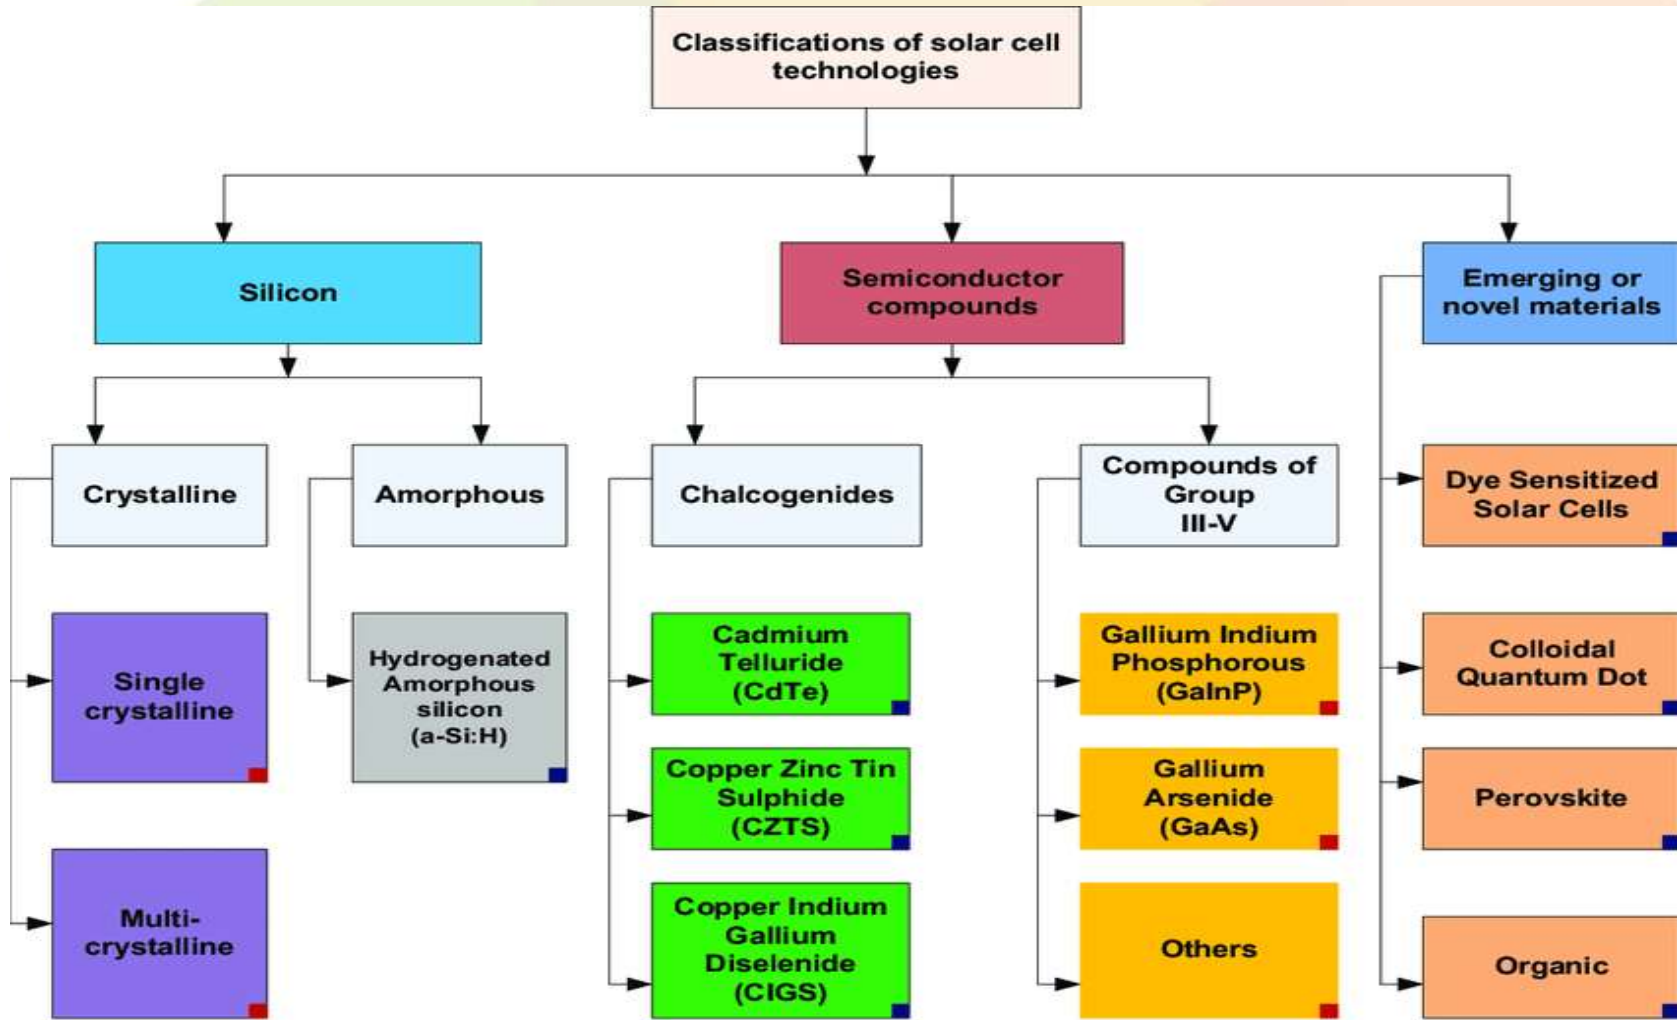 Classifications of solar cell
technologies
Silicon
Semiconductor
compounds
Emerging or
novel materials
Crystalline
Amorphous
Chalcogenides
Compounds of
Group
III-V
Dye Sensitized
Solar Cells
Single
crystalline
Hydrogenated
Amorphous
silicon
(a-Si:H)
Cadmium
Telluride
(CdTe)
Gallium Indium
Phosphorous
(GaInP)
Colloidal
Quantum Dot
Copper Zinc Tin
Sulphide
(CZTS)
Gallium
Arsenide
(GaAs)
Perovskite
Multi-
crystalline
Copper Indium
Gallium
Diselenide
(CIGS)
Others
Organic